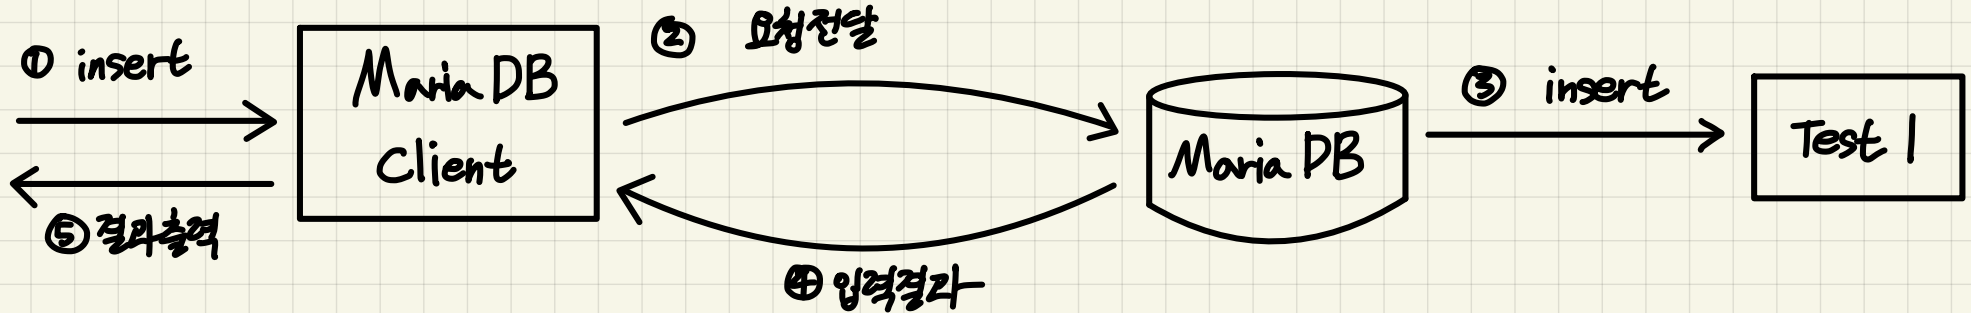 ① insert
Maria DB
Client
② 요청전달
Maria DB
③ insert
Test 1
④ 입력결과
⑤ 결과출력